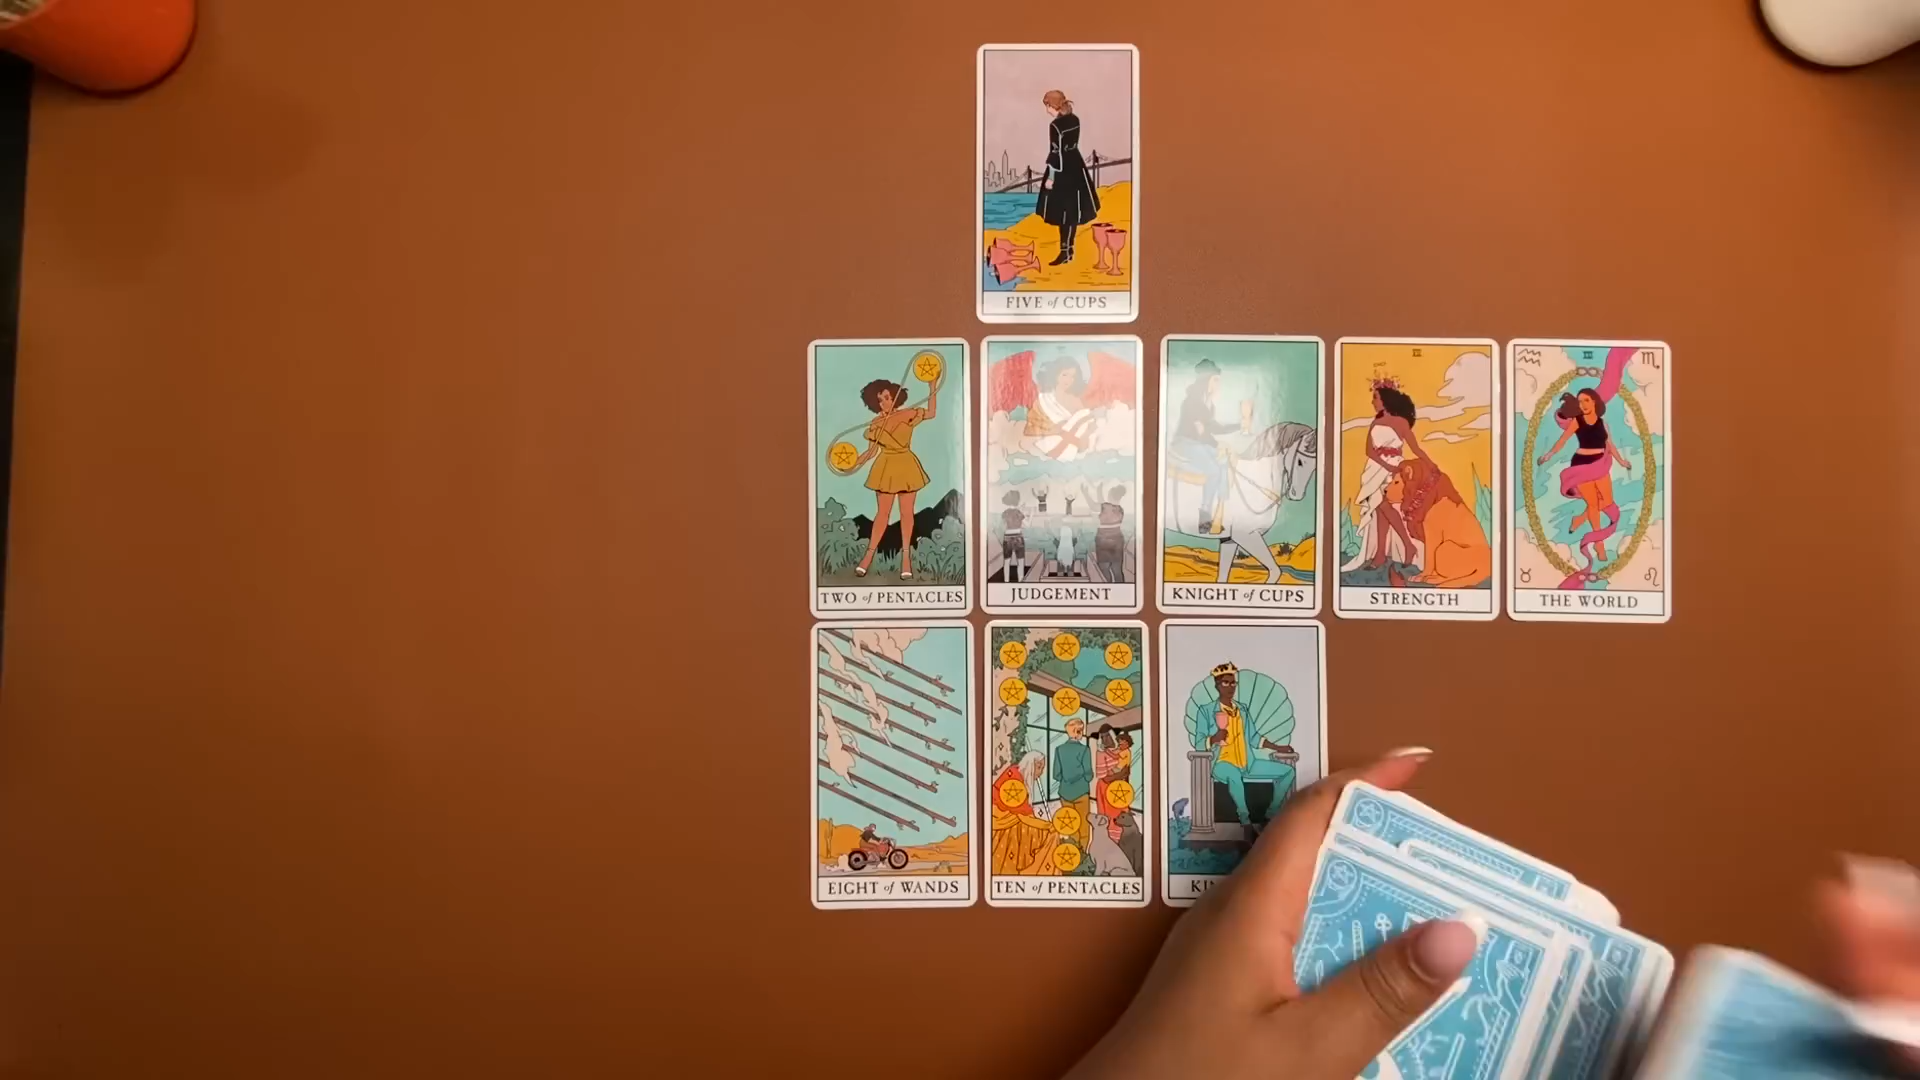 FIVE of CUPS
TWO of PENTACLES
JUDGEMENT
KNIGHT of CUPS
STRENGTH
THE WORLD
EIGHT of WANDS
TEN of PENTACLES